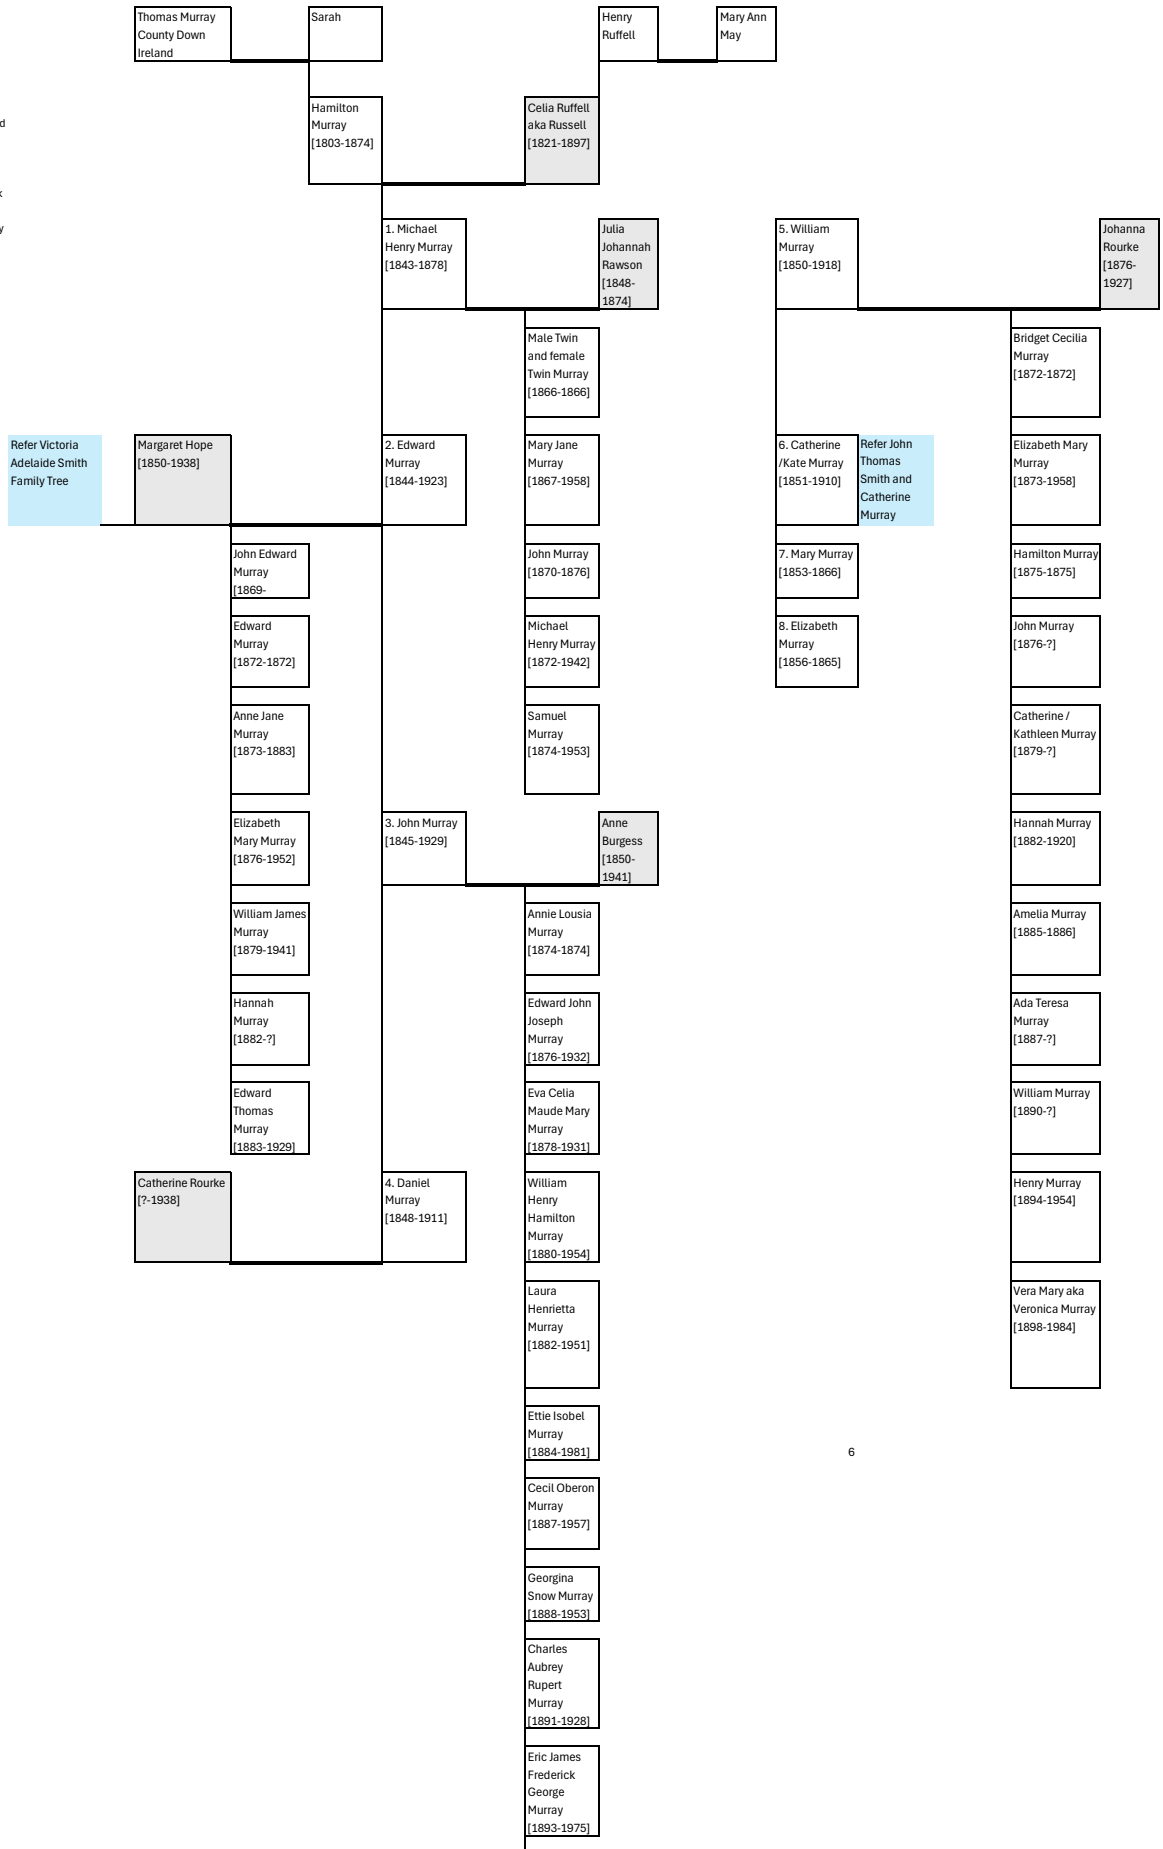 Thomas Murray
County Down
Ireland
Sarah
Henry
Ruffell
Mary Ann
May
Hamilton
Murray
[1803-1874]
Celia Ruffell
aka Russell
[1821-1897]
d
k
y
1. Michael
Henry Murray
[1843-1878]
Julia
Johannah
Rawson
[1848-
1874]
5. William
Murray
[1850-1918]
Johanna
Rourke
[1876-
1927]
Male Twin
and female
Twin Murray
[1866-1866]
Bridget Cecilia
Murray
[1872-1872]
Refer Victoria
Adelaide Smith
Family Tree
Margaret Hope
[1850-1938]
2. Edward
Murray
[1844-1923]
Mary Jane
Murray
[1867-1958]
6. Catherine
/Kate Murray
[1851-1910]
Refer John
Thomas
Smith and
Catherine
Murray
Elizabeth Mary
Murray
[1873-1958]
John Edward
Murray
[1869-
John Murray
[1870-1876]
7. Mary Murray
[1853-1866]
Hamilton Murray
[1875-1875]
Edward
Murray
[1872-1872]
Michael
Henry Murray
[1872-1942]
8. Elizabeth
Murray
[1856-1865]
John Murray
[1876-?]
Anne Jane
Murray
[1873-1883]
Samuel
Murray
[1874-1953]
Catherine /
Kathleen Murray
[1879-?]
Elizabeth
Mary Murray
[1876-1952]
3. John Murray
[1845-1929]
Anne
Burgess
[1850-
1941]
Hannah Murray
[1882-1920]
William James
Murray
[1879-1941]
Annie Lousia
Murray
[1874-1874]
Amelia Murray
[1885-1886]
Hannah
Murray
[1882-?]
Edward John
Joseph
Murray
[1876-1932]
Ada Teresa
Murray
[1887-?]
Edward
Thomas
Murray
[1883-1929]
Eva Celia
Maude Mary
Murray
[1878-1931]
William Murray
[1890-?]
Catherine Rourke
[?-1938]
4. Daniel
Murray
[1848-1911]
William
Henry
Hamilton
Murray
[1880-1954]
Henry Murray
[1894-1954]
Laura
Henrietta
Murray
[1882-1951]
Vera Mary aka
Veronica Murray
[1898-1984]
Ettie Isobel
Murray
[1884-1981]
6
Cecil Oberon
Murray
[1887-1957]
Georgina
Snow Murray
[1888-1953]
Charles
Aubrey
Rupert
Murray
[1891-1928]
Eric James
Frederick
George
Murray
[1893-1975]